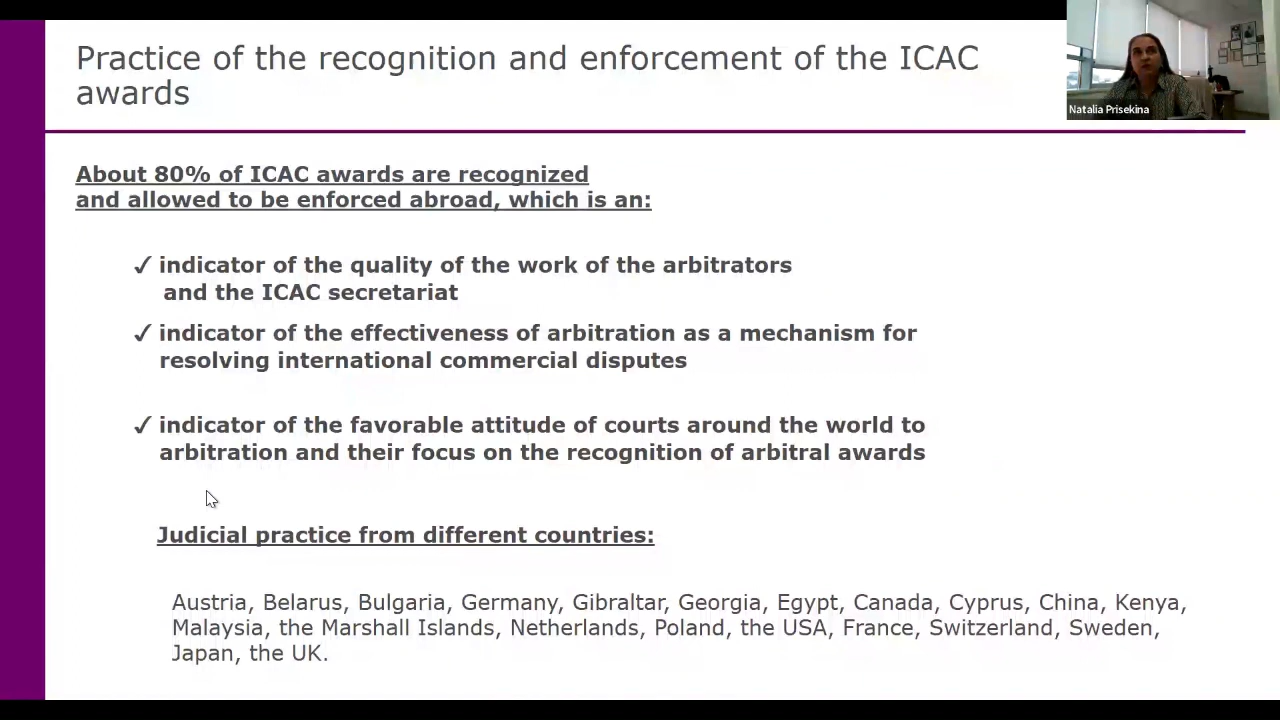 Practice of the recognition and enforcement of the ICAC
awards
Natalia Prisekina
About 80% of ICAC awards are recognized
and allowed to be enforced abroad, which is an:
✓ indicator of the quality of the work of the arbitrators
and the ICAC secretariat
✓ indicator of the effectiveness of arbitration as a mechanism for
resolving international commercial disputes
✓ indicator of the favorable attitude of courts around the world to
arbitration and their focus on the recognition of arbitral awards
Judicial practice from different countries:
Austria, Belarus, Bulgaria, Germany, Gibraltar, Georgia, Egypt, Canada, Cyprus, China, Kenya,
Malaysia, the Marshall Islands, Netherlands, Poland, the USA, France, Switzerland, Sweden,
Japan, the UK.